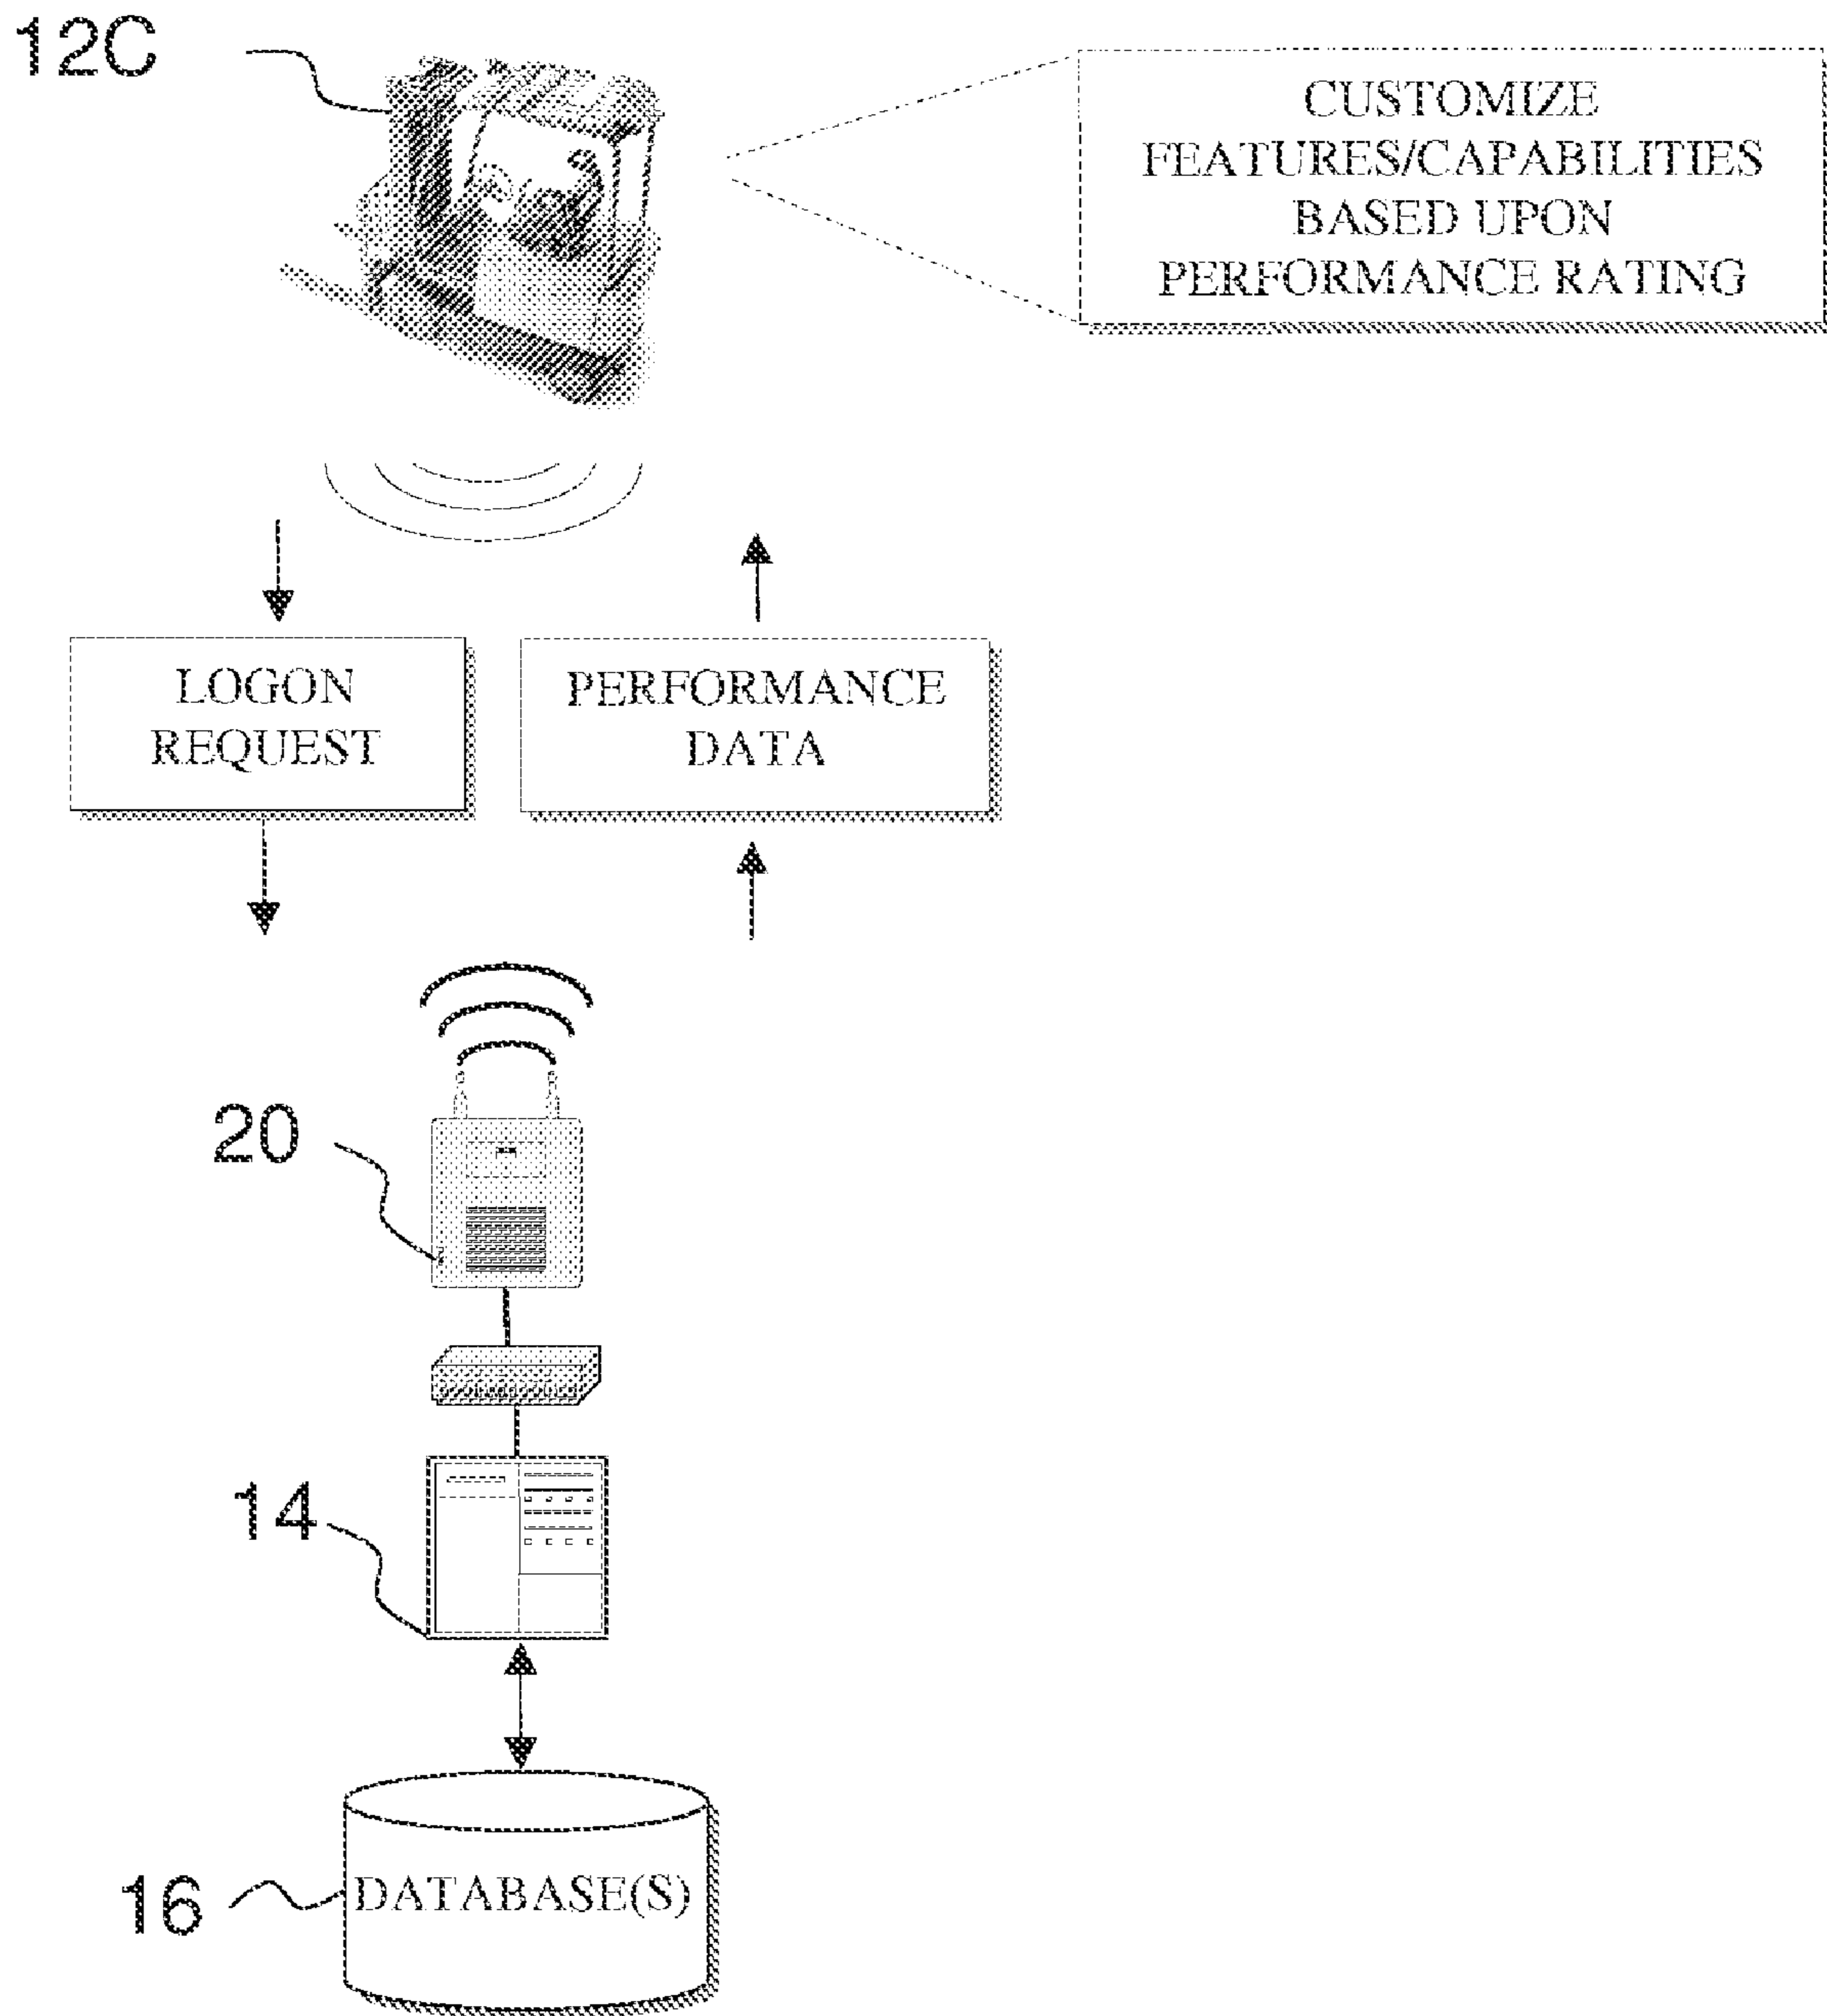 12C
CUSTOMIZE
FEATURES/CAPABILITIES
BASED UPON
PERFORMANCE RATING
LOGON
REQUEST
PERFORMANCE
DATA
20
14
16
DATABASE(S)